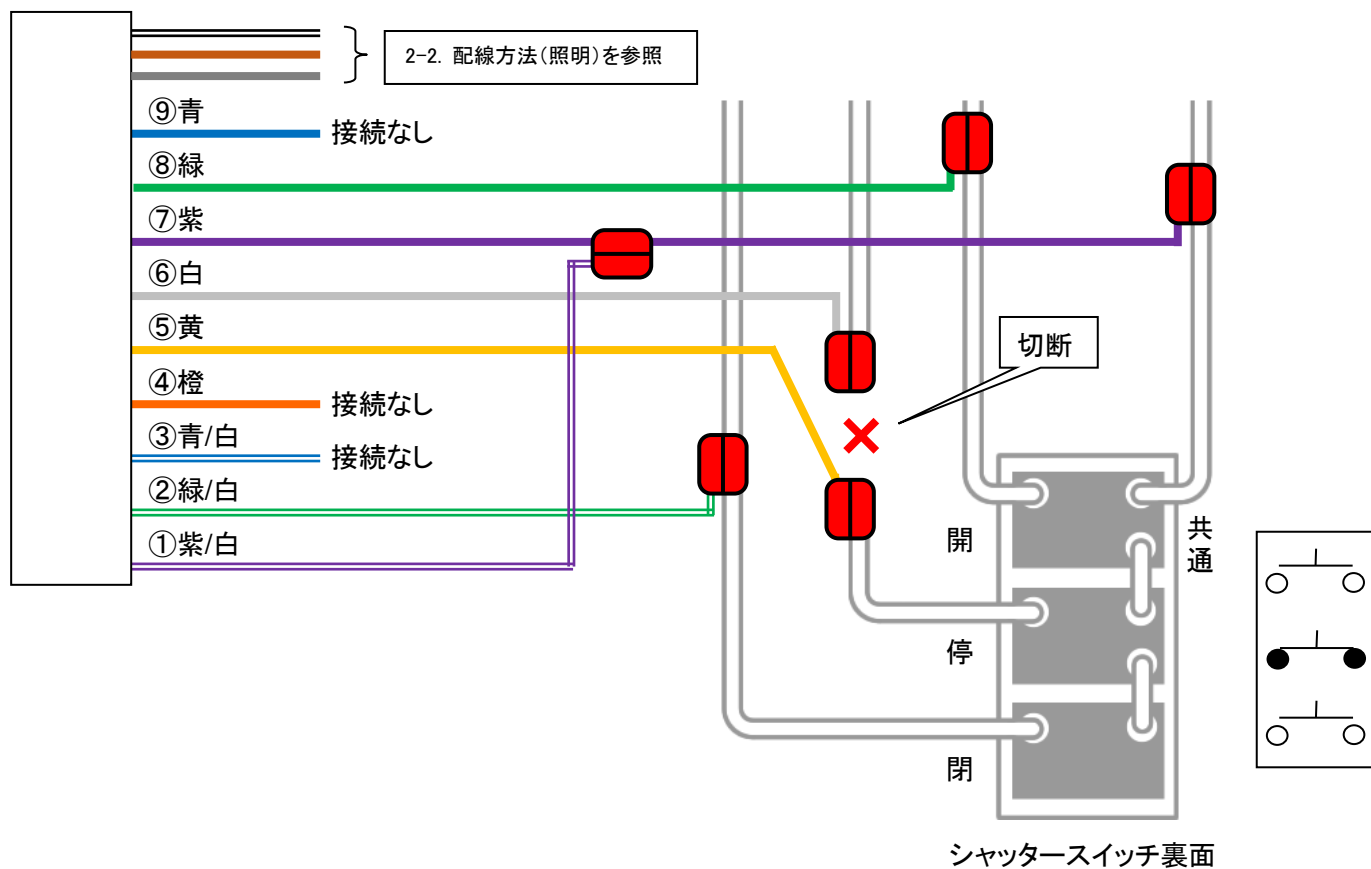 2-2. 配線方法(照明)を参照
⑨青
接続なし
⑧緑
⑦紫
⑥白
⑤黄
切断
④橙
接続なし
③青/白
接続なし
②緑/白
①紫/白
開
共通
停
閉
シャッタースイッチ裏面